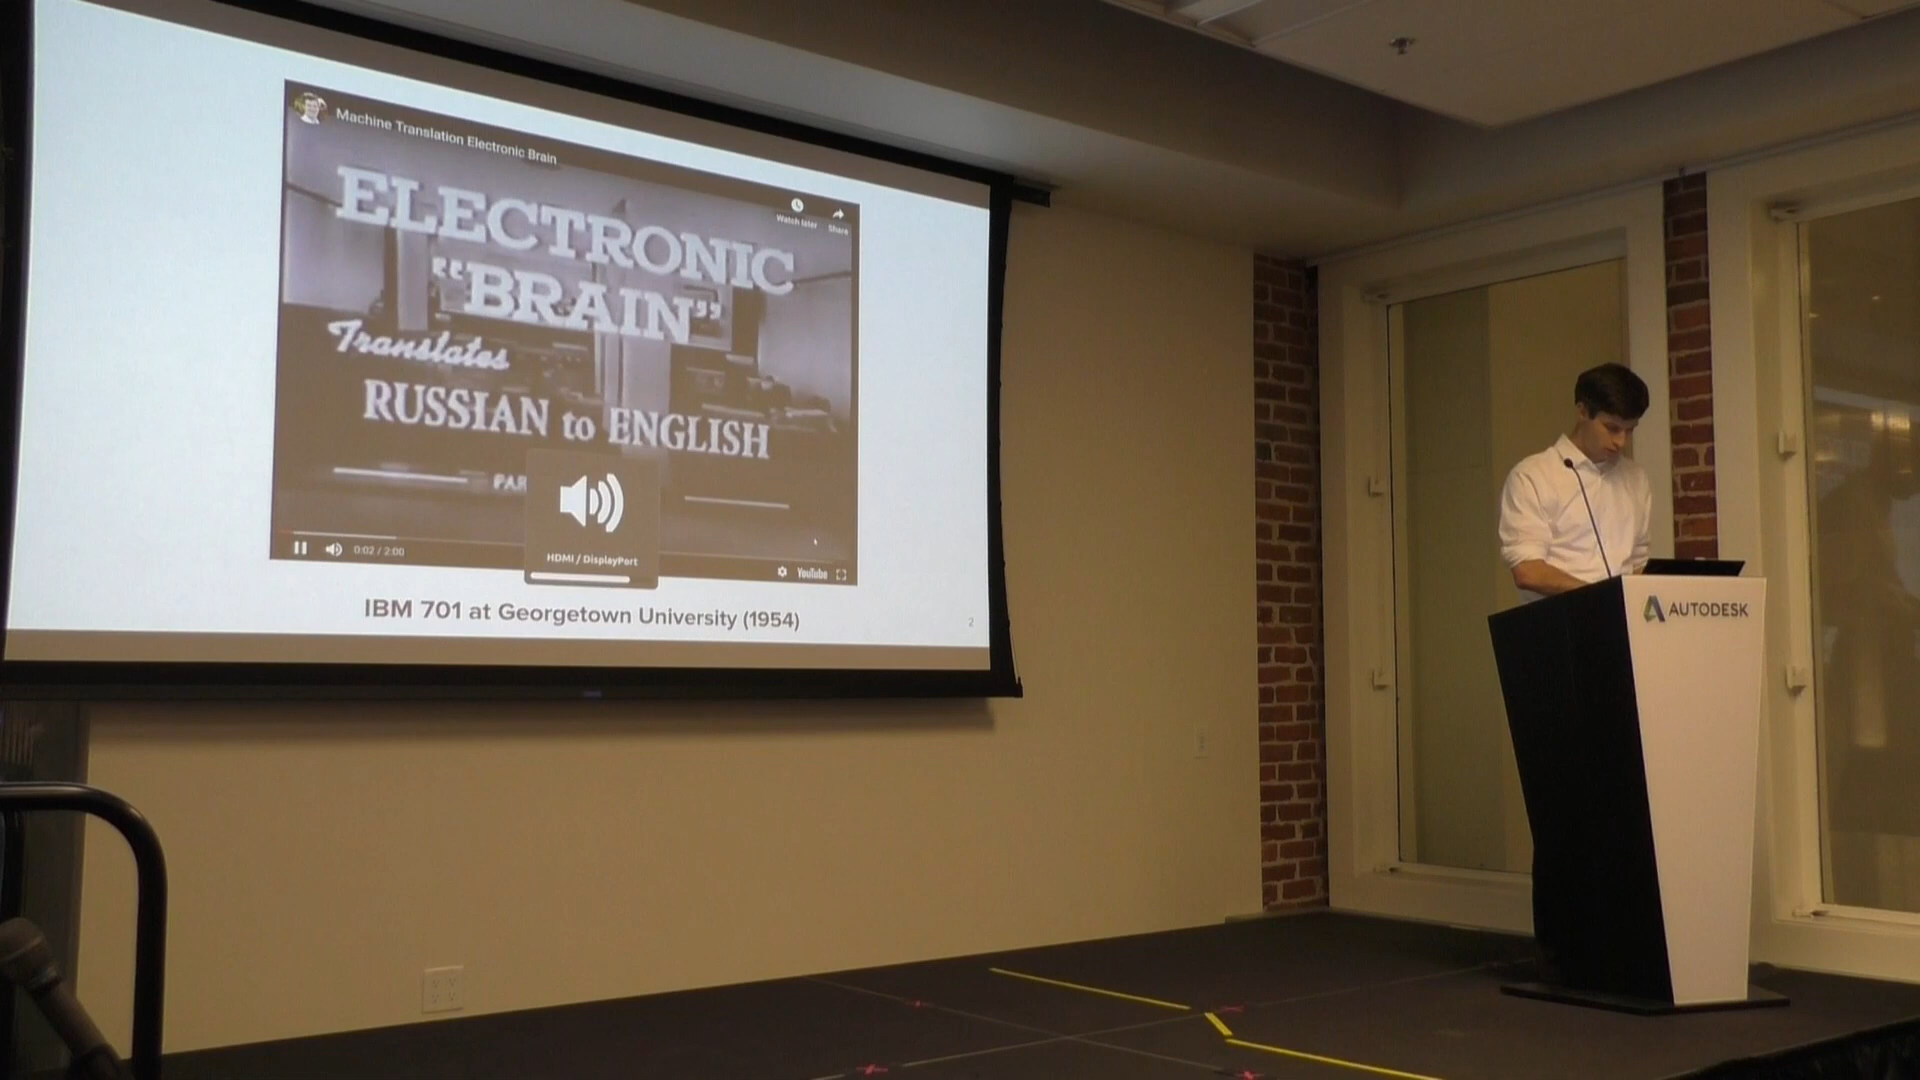 Machine Translation Electronic Brain
Watch later
Share
ELECTRONIC
“BRAIN”
Translates
RUSSIAN to ENGLISH
PAR
HDMI / DisplayPort
0:02 / 2:00
YouTube
IBM 701 at Georgetown University (1954)
2
AUTODESK